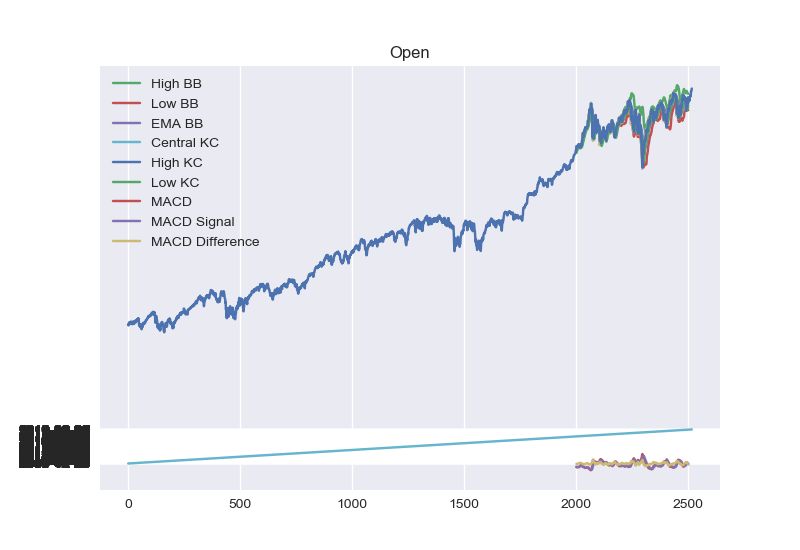 Open
High BB
Low BB
EMA BB
Central KC
High KC
Low KC
MACD
MACD Signal
MACD Difference
0
500
1000
1500
2000
2500